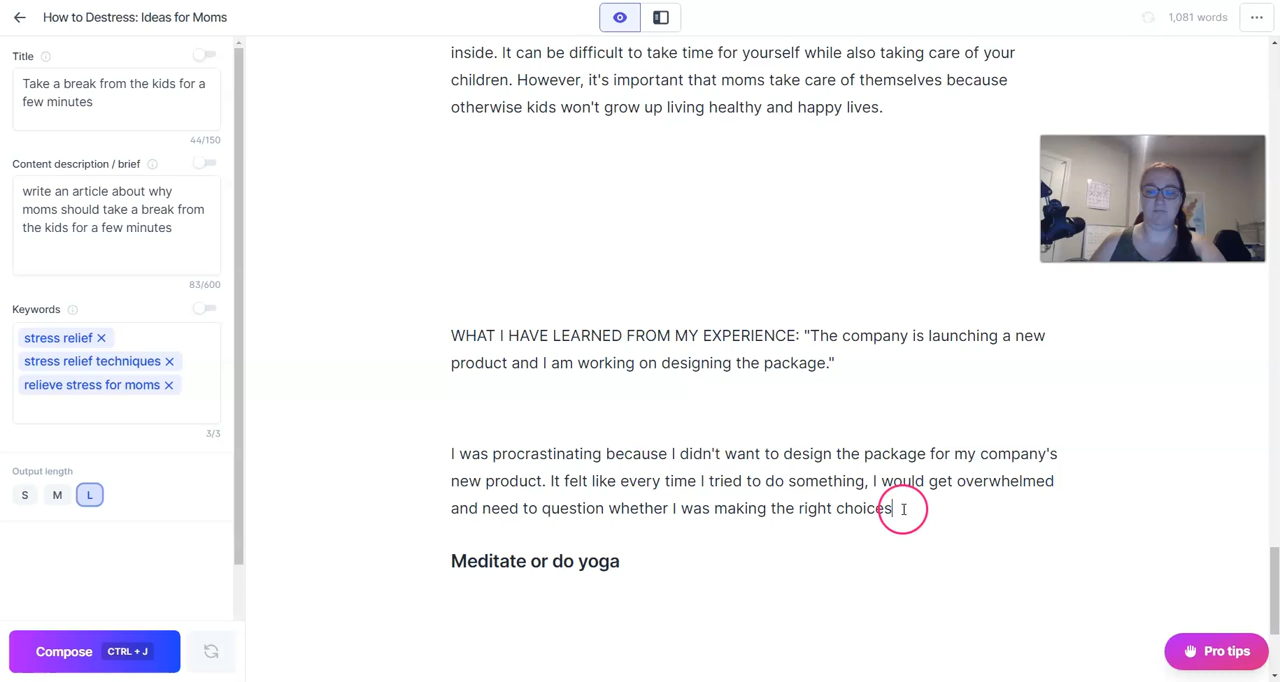 How to Destress: Ideas for Moms
1,081 words
Title
Take a break from the kids for a
few minutes
44/150
Content description / brief
write an article about why
moms should take a break from
the kids for a few minutes
83/600
Keywords
stress relief
stress relief techniques
relieve stress for moms
3/3
Output length
S M L
Compose CTRL + J
inside. It can be difficult to take time for yourself while also taking care of your
children. However, it's important that moms take care of themselves because
otherwise kids won't grow up living healthy and happy lives.
WHAT I HAVE LEARNED FROM MY EXPERIENCE: "The company is launching a new
product and I am working on designing the package."
I was procrastinating because I didn't want to design the package for my company's
new product. It felt like every time I tried to do something, I would get overwhelmed
and need to question whether I was making the right choices
Meditate or do yoga
Pro tips